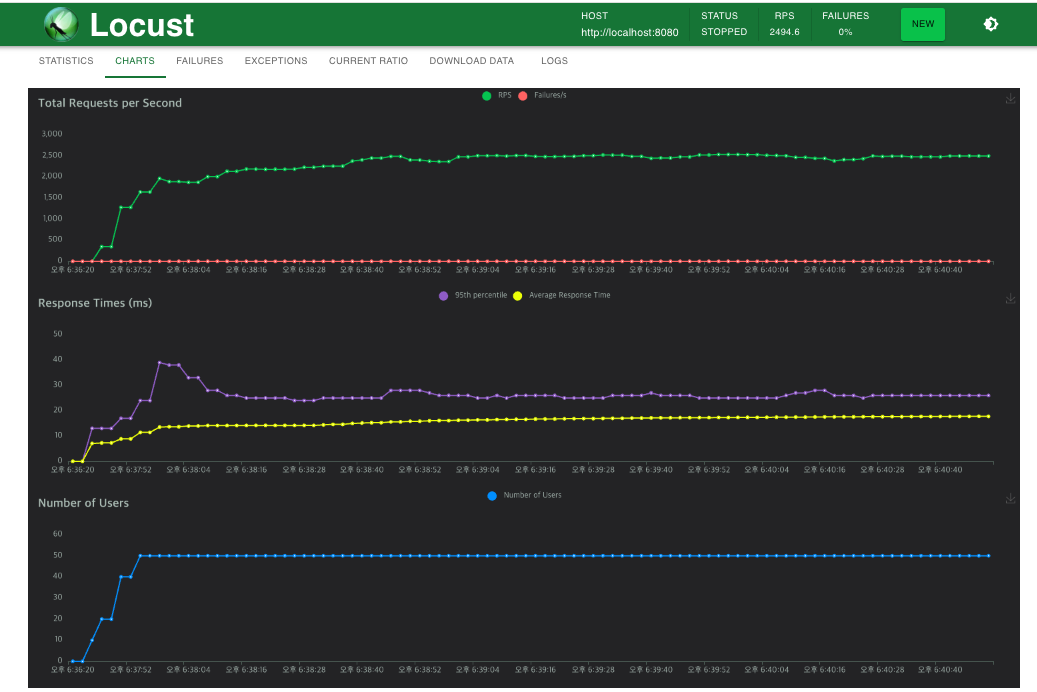 Locust
HOST
http://localhost:8080
STATUS
STOPPED
RPS
2494.6
FAILURES
0%
NEW
STATISTICS CHARTS FAILURES EXCEPTIONS CURRENT RATIO DOWNLOAD DATA LOGS
Total Requests per Second
RPS Failures/s
3,000
2,500
2,000
1,500
1,000
500
0
오후 6:36:20 오후 6:37:52 오후 6:38:04 오후 6:38:16 오후 6:38:28 오후 6:38:40 오후 6:38:52 오후 6:39:04 오후 6:39:16 오후 6:39:28 오후 6:39:40 오후 6:39:52 오후 6:40:04 오후 6:40:16 오후 6:40:28 오후 6:40:40
Response Times (ms)
95th percentile Average Response Time
50
40
30
20
10
0
오후 6:36:20 오후 6:37:52 오후 6:38:04 오후 6:38:16 오후 6:38:28 오후 6:38:40 오후 6:38:52 오후 6:39:04 오후 6:39:16 오후 6:39:28 오후 6:39:40 오후 6:39:52 오후 6:40:04 오후 6:40:16 오후 6:40:28 오후 6:40:40
Number of Users
Number of Users
60
50
40
30
20
10
0
오후 6:36:20 오후 6:37:52 오후 6:38:04 오후 6:38:16 오후 6:38:28 오후 6:38:40 오후 6:38:52 오후 6:39:04 오후 6:39:16 오후 6:39:28 오후 6:39:40 오후 6:39:52 오후 6:40:04 오후 6:40:16 오후 6:40:28 오후 6:40:40